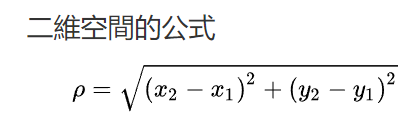 二維空間的公式
ρ = √((x₂ − x₁)² + (y₂ − y₁)²)